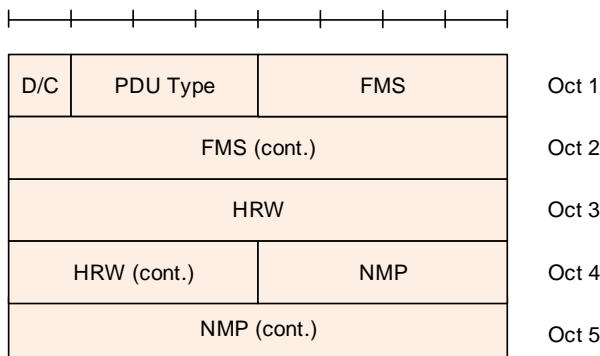 D/C PDU Type FMS Oct 1
FMS (cont.) Oct 2
HRW Oct 3
HRW (cont.) NMP Oct 4
NMP (cont.) Oct 5